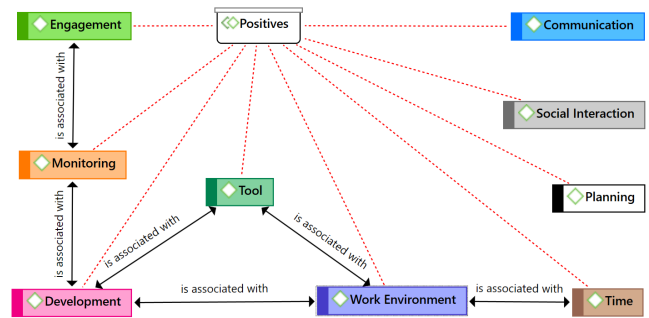 Engagement
Positives
Communication
is associated with
Social Interaction
Monitoring
Tool
Planning
is associated with
is associated with
is associated with
Development
is associated with
Work Environment
is associated with
Time